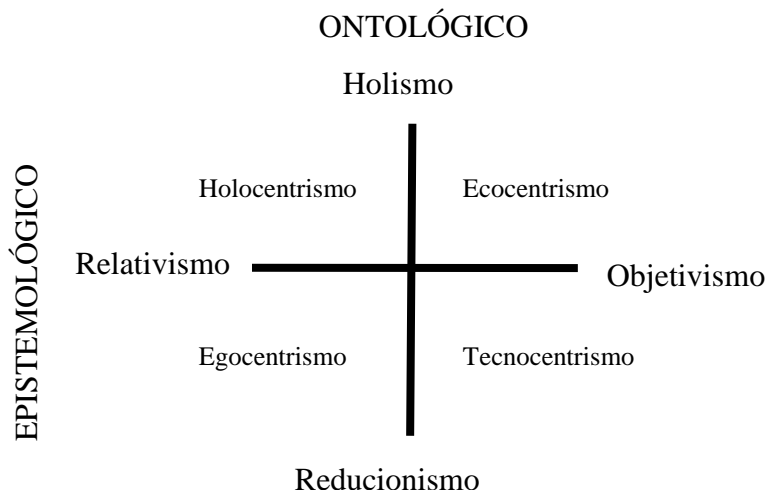 ONTOLÓGICO
Holismo
Holocentrismo
Ecocentrismo
EPISTEMOLÓGICO
Relativismo
Objetivismo
Egocentrismo
Tecnocentrismo
Reducionismo